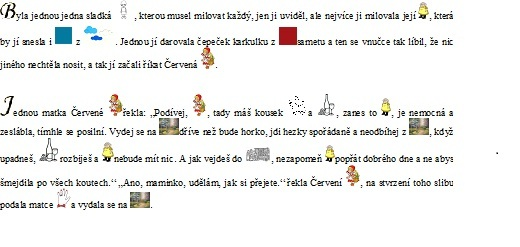 Byla jednou jedna sladká , kterou musel milovat každý, jen ji uviděl, ale nejvíce ji milovala její , která
by jí snesla i z . Jednou jí darovala čepeček karkulku z sametu a ten se vnučce tak líbil, že nic
jiného nechtěla nosit, a tak jí začali říkat Červená .
Jednou matka Červené řekla: „Podívej, , tady máš kousek a , zanes to , je nemocná a
zeslábla, tímhle se posilní. Vydej se na dříve než bude horko, jdi hezky spořádaně a neodbíhej z , když
upadneš, rozbiješ a nebude mít nic. A jak vejdeš do , nezapomeň popřát dobrého dne a ne abys
šmejdila po všech koutech.“ „Ano, maminko, udělám, jak si přejete.“ řekla Červení , na stvrzení toho slibu
podala matce a vydala se na .